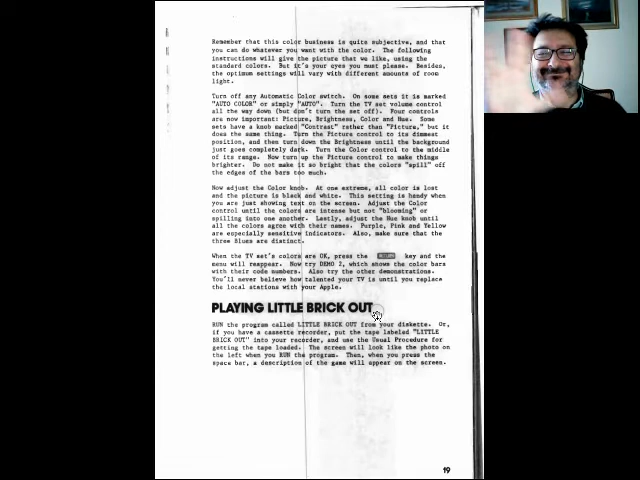 Remember that this color business is quite subjective, and that
you can do whatever you want with the color. The following
instructions will give the picture that we like, using the
standard colors. But it's your eyes you must please. Besides,
the optimum settings will vary with different amounts of room
light.
Turn off any Automatic Color switch. On some sets it is marked
"AUTO COLOR" or simply "AUTO". Turn the TV set volume control
all the way down (but don't turn the set off). Four controls
are now important: Picture, Brightness, Color and Hue. Some
sets have a knob marked "Contrast" rather than "Picture," but it
does the same thing. Turn the Picture control to its dimmest
position, and then turn down the Brightness until the background
just goes completely dark. Turn the Color control to the middle
of its range. Now turn up the Picture control to make things
brighter. Do not make it so bright that the colors "spill" off
the edges of the bars too much.
Now adjust the Color knob. At one extreme, all color is lost
and the picture is black and white. This setting is handy when
you are just showing text on the screen. Adjust the Color
control until the colors are intense but not "blooming" or
spilling into one another. Lastly, adjust the Hue knob until
all the colors agree with their names. Purple, Pink and Yellow
are especially sensitive indicators. Also, make sure that the
three Blues are distinct.
When the TV set's colors are OK, press the RETURN key and the
menu will reappear. Now try DEMO 2, which shows the color bars
with their code numbers. Also try the other demonstrations.
You'll never believe how talented your TV is until you replace
the local stations with your Apple.
PLAYING LITTLE BRICK OUT
RUN the program called LITTLE BRICK OUT from your diskette. Or,
if you have a cassette recorder, put the tape labeled "LITTLE
BRICK OUT" into your recorder, and use the Usual Procedure for
getting the tape loaded. The screen will look like the photo on
the left when you RUN the program. Then, when you press the
space bar, a description of the game will appear on the screen.
19